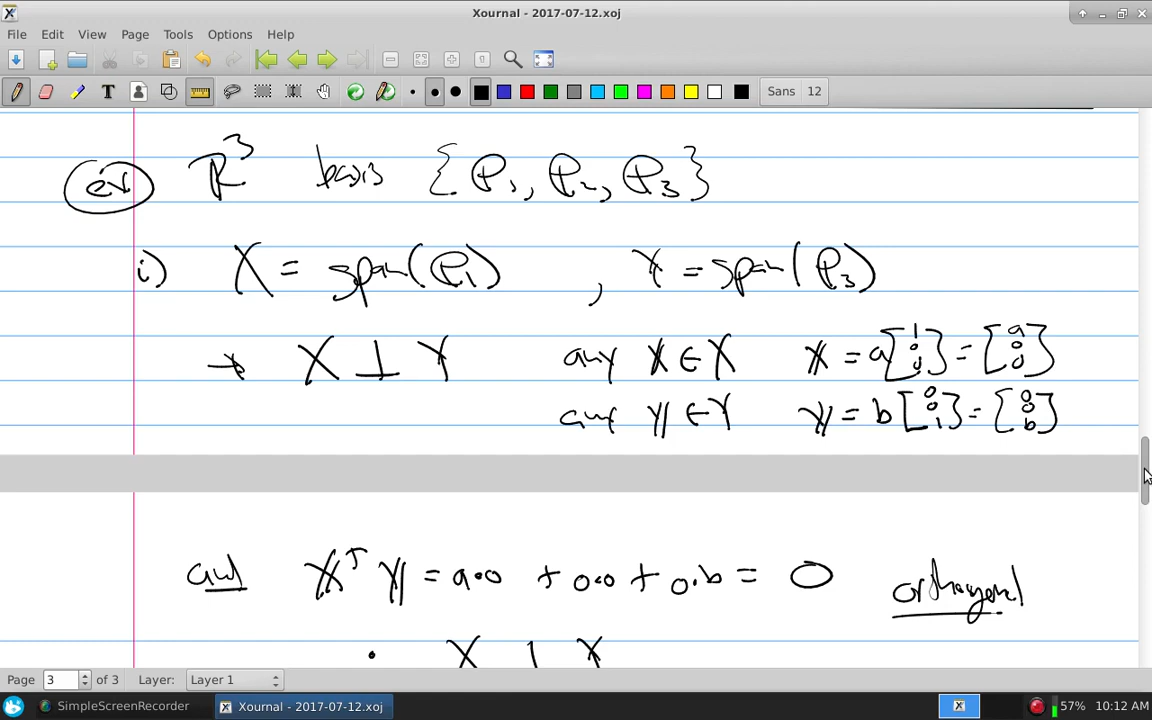 Xournal - 2017-07-12.xoj
File Edit View Page Tools Options Help
Sans 12
ex ℝ³ basis {e₁, e₂, e₃}
i) X = span(e₁) , Y = span(e₃)
→ X ⊥ Y any x ∈ X x = a[1 0 0] = [a 0 0]
any y ∈ Y y = b[0 0 1] = [0 0 b]
and xᵀy = a·0 + 0·0 + 0·b = 0 orthogonal
X ⊥ Y
Page 3 of 3 Layer: Layer 1
SimpleScreenRecorder Xournal - 2017-07-12.xoj 57% 10:12 AM